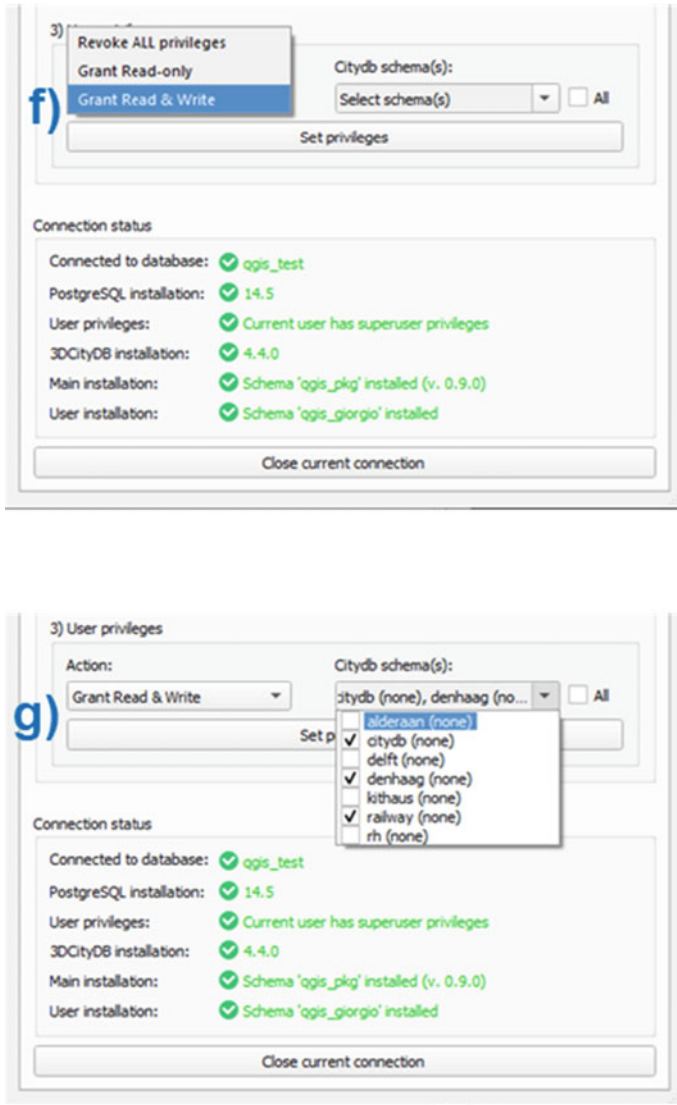 3)
Revoke ALL privileges
Grant Read-only
Grant Read & Write
Citydb schema(s):
Select schema(s) All
f)
Set privileges
Connection status
Connected to database: qgis_test
PostgreSQL installation: 14.5
User privileges: Current user has superuser privileges
3DCityDB installation: 4.4.0
Main installation: Schema 'qgis_pkg' installed (v. 0.9.0)
User installation: Schema 'qgis_giorgio' installed
Close current connection
3) User privileges
Action: Citydb schema(s):
Grant Read & Write citydb (none), denhaag (no... All
g)
Set p
alderaan (none)
citydb (none)
delft (none)
denhaag (none)
kithaus (none)
railway (none)
rh (none)
Connection status
Connected to database: qgis_test
PostgreSQL installation: 14.5
User privileges: Current user has superuser privileges
3DCityDB installation: 4.4.0
Main installation: Schema 'qgis_pkg' installed (v. 0.9.0)
User installation: Schema 'qgis_giorgio' installed
Close current connection